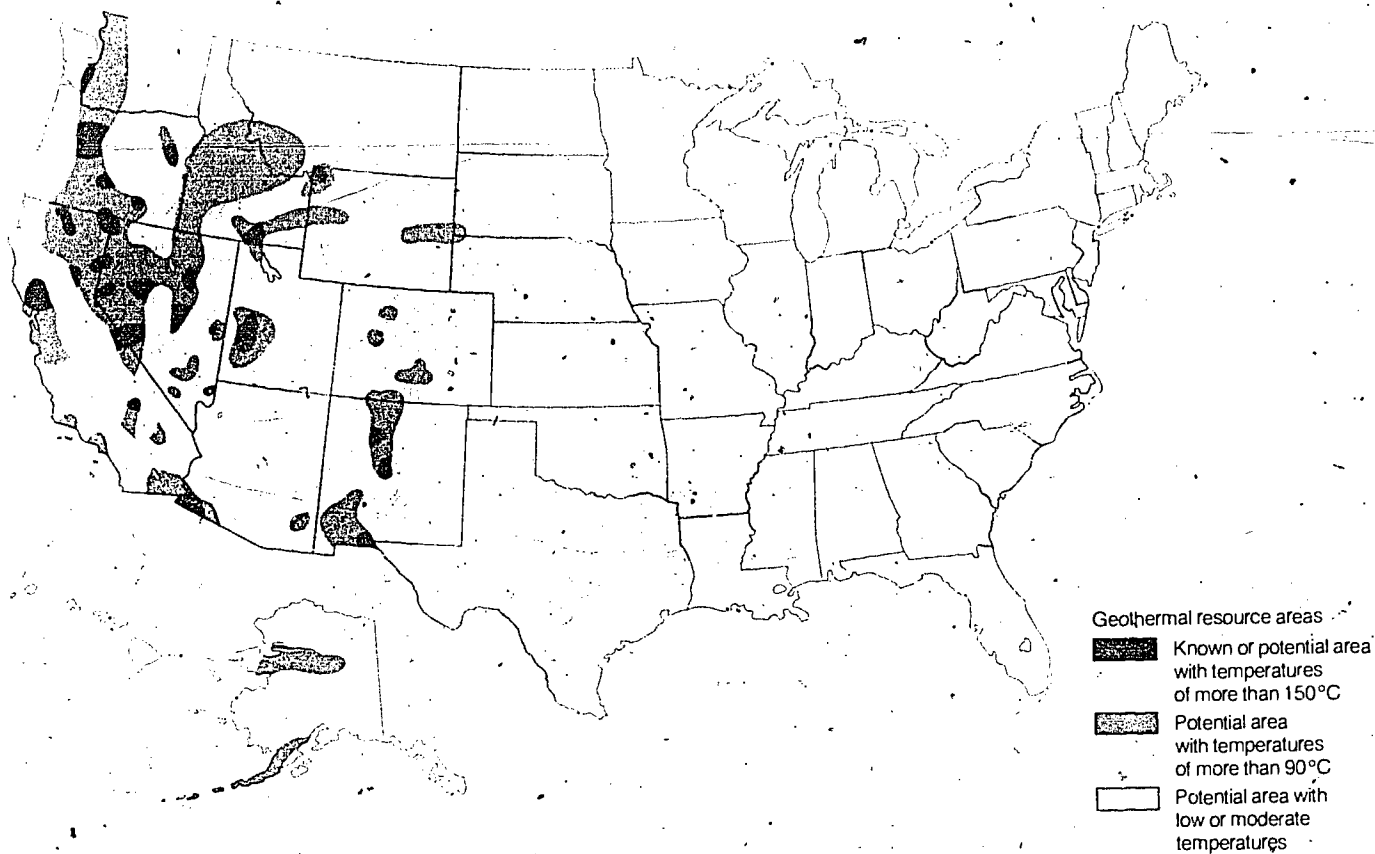 Geothermal resource areas
Known or potential area
with temperatures
of more than 150°C
Potential area
with temperatures
of more than 90°C
Potential area with
low or moderate
temperatures